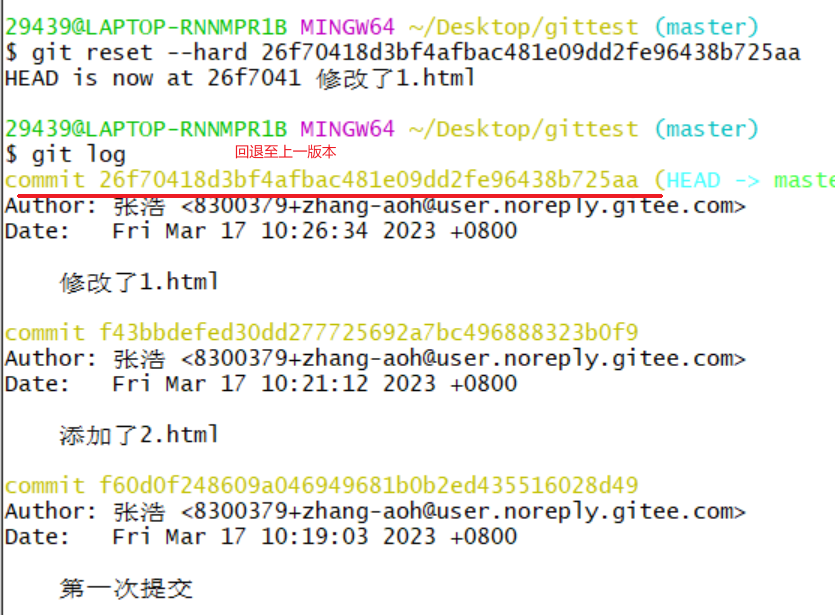 29439@LAPTOP-RNNMPR1B MINGW64 ~/Desktop/gittest (master)
$ git reset --hard 26f70418d3bf4afbac481e09dd2fe96438b725aa
HEAD is now at 26f7041 修改了1.html
29439@LAPTOP-RNNMPR1B MINGW64 ~/Desktop/gittest (master)
$ git log
回退至上一版本
commit 26f70418d3bf4afbac481e09dd2fe96438b725aa (HEAD -> maste
Author: 张浩 <8300379+zhang-aoh@user.noreply.gitee.com>
Date:   Fri Mar 17 10:26:34 2023 +0800
修改了1.html
commit f43bbdefed30dd277725692a7bc496888323b0f9
Author: 张浩 <8300379+zhang-aoh@user.noreply.gitee.com>
Date:   Fri Mar 17 10:21:12 2023 +0800
添加了2.html
commit f60d0f248609a046949681b0b2ed435516028d49
Author: 张浩 <8300379+zhang-aoh@user.noreply.gitee.com>
Date:   Fri Mar 17 10:19:03 2023 +0800
第一次提交